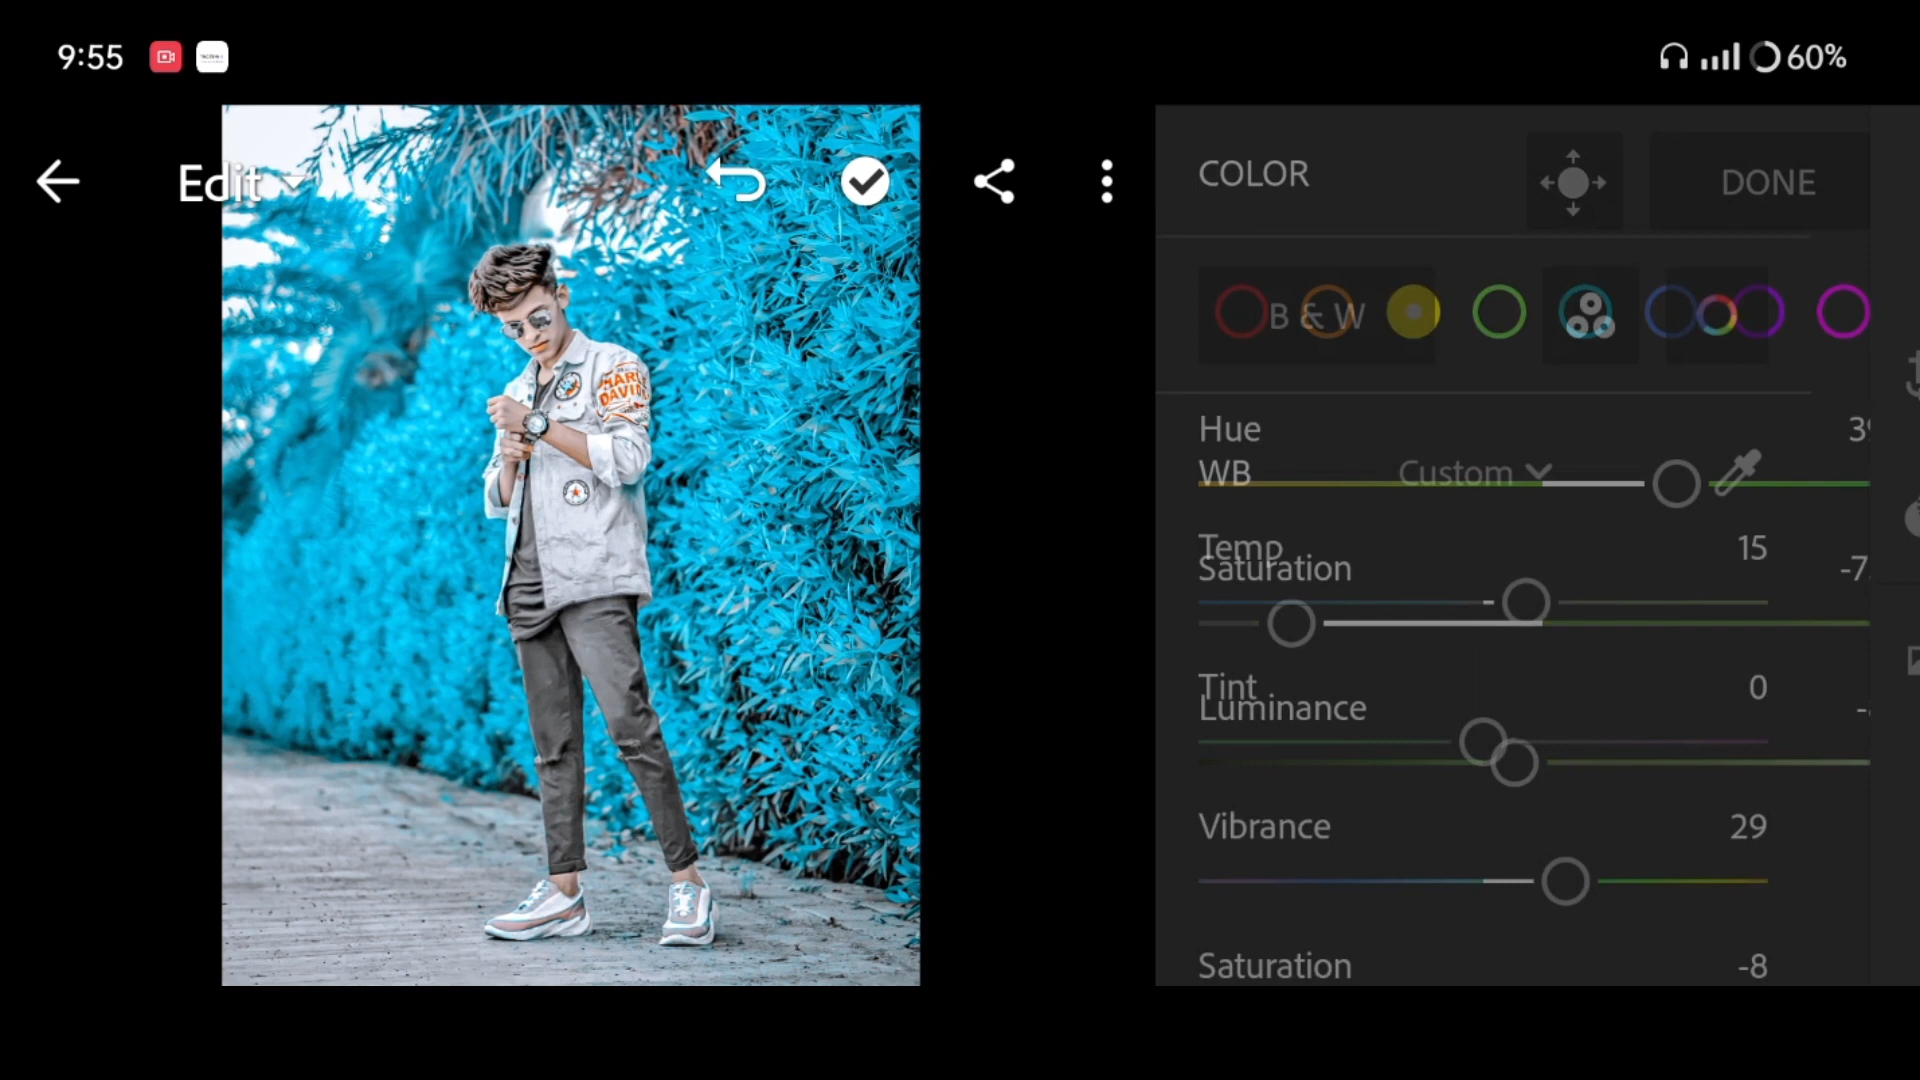 9:55
60%
Edit
COLOR
DONE
B & W
Hue
WB
Custom
Temp
15
Saturation
Tint
0
Luminance
Vibrance
29
Saturation
-8